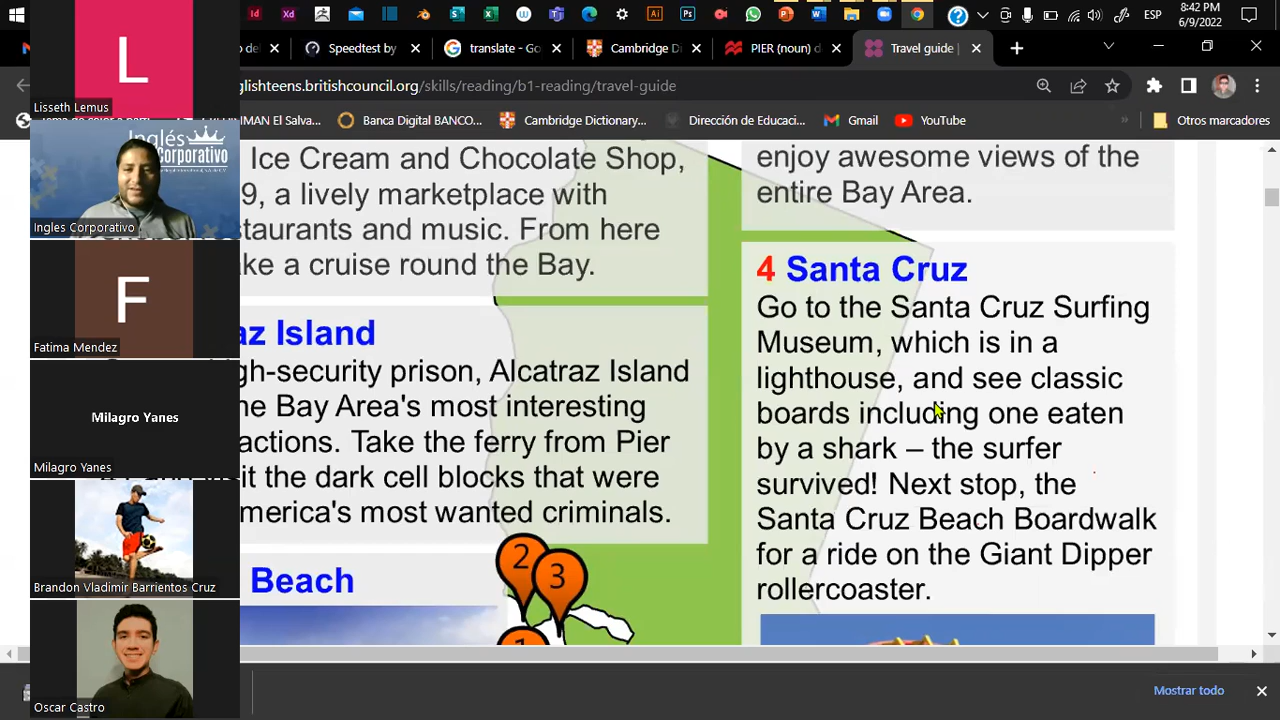 8:42 PM
6/9/2022
ESP
Speedtest by
translate - Go
Cambridge Di
PIER (noun) d
Travel guide |
glishteens.britishcouncil.org/skills/reading/b1-reading/travel-guide
IMAN El Salva...
Banca Digital BANCO...
Cambridge Dictionary...
Dirección de Educaci...
Gmail
YouTube
Otros marcadores
L
Lisseth Lemus
Inglés
Corporativo
Ingles Corporativo
F
Fatima Mendez
Milagro Yanes
Milagro Yanes
Brandon Vladimir Barrientos Cruz
Oscar Castro
Ice Cream and Chocolate Shop,
9, a lively marketplace with
staurants and music. From here
ake a cruise round the Bay.
az Island
gh-security prison, Alcatraz Island
he Bay Area's most interesting
actions. Take the ferry from Pier
visit the dark cell blocks that were
merica's most wanted criminals.
Beach
2
3
1
enjoy awesome views of the
entire Bay Area.
4 Santa Cruz
Go to the Santa Cruz Surfing
Museum, which is in a
lighthouse, and see classic
boards including one eaten
by a shark – the surfer
survived! Next stop, the
Santa Cruz Beach Boardwalk
for a ride on the Giant Dipper
rollercoaster.
Mostrar todo